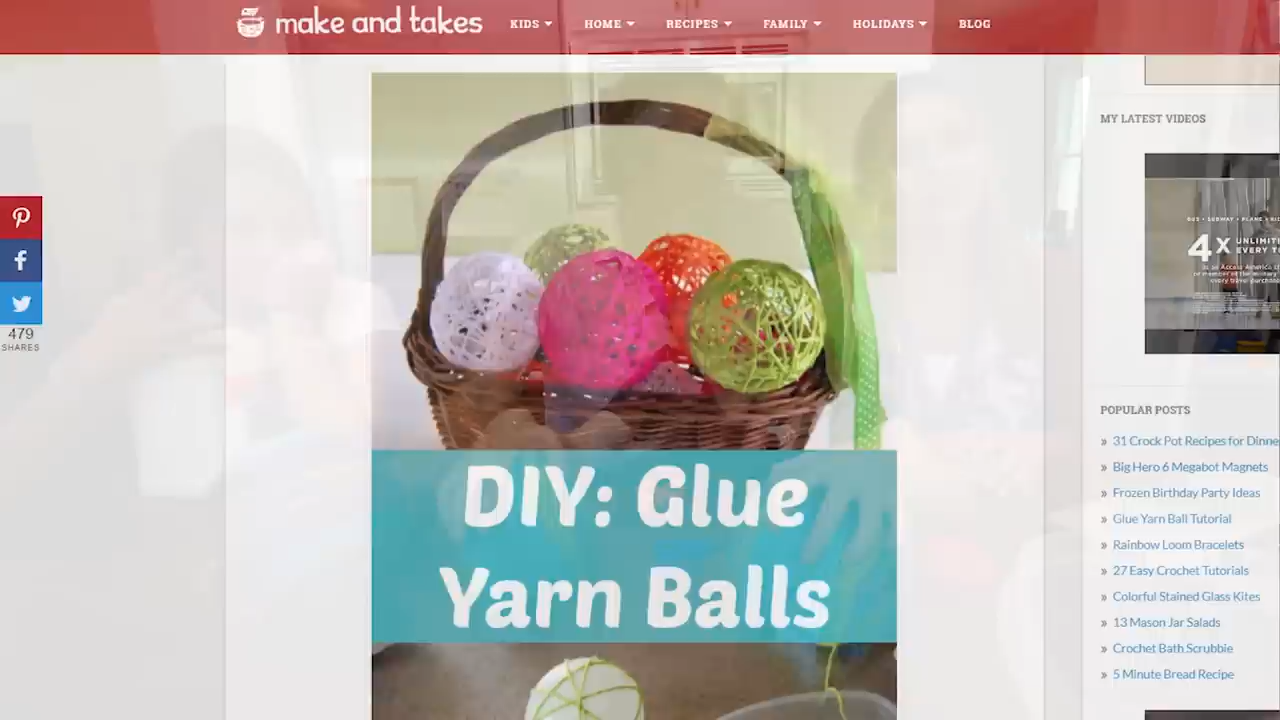 make and takes
KIDS
HOME
RECIPES
FAMILY
HOLIDAYS
BLOG
479
SHARES
DIY: Glue
Yarn Balls
MY LATEST VIDEOS
4X UNLIMIT
EVERY T
POPULAR POSTS
» 31 Crock Pot Recipes for Dinne
» Big Hero 6 Megabot Magnets
» Frozen Birthday Party Ideas
» Glue Yarn Ball Tutorial
» Rainbow Loom Bracelets
» 27 Easy Crochet Tutorials
» Colorful Stained Glass Kites
» 13 Mason Jar Salads
» Crochet Bath Scrubbie
» 5 Minute Bread Recipe